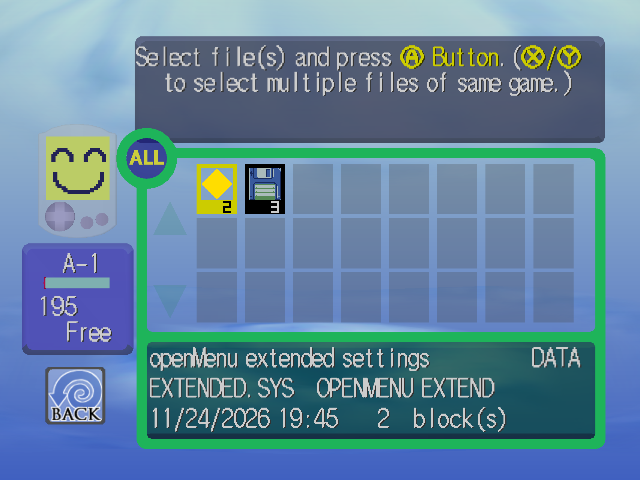 Select file(s) and press A Button. (X/Y
to select multiple files of same game.)
ALL
2
3
A-1
195
Free
BACK
openMenu extended settings DATA
EXTENDED.SYS OPENMENU EXTEND
11/24/2026 19:45 2 block(s)